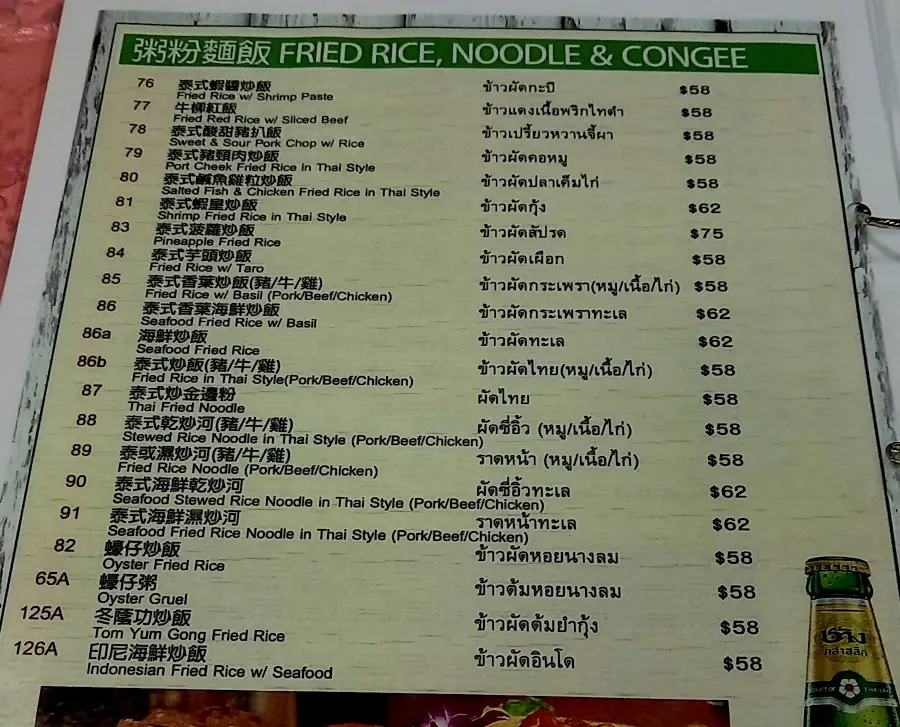 粥粉麵飯 FRIED RICE, NOODLE & CONGEE
76 泰式蝦醬炒飯 ข้าวผัดกะปิ $58
Fried Rice w/ Shrimp Paste
77 牛柳紅飯 ข้าวแดงเนื้อพริกไทดำ $58
Fried Red Rice w/ Sliced Beef
78 泰式酸甜豬扒飯 ข้าวเปรี้ยวหวานจี๋ผา $58
Sweet & Sour Pork Chop w/ Rice
79 泰式豬頸肉炒飯 ข้าวผัดคอหมู $58
Port Cheek Fried Rice in Thai Style
80 泰式鹹魚雞粒炒飯 ข้าวผัดปลาเค็มไก่ $58
Salted Fish & Chicken Fried Rice in Thai Style
81 泰式蝦皇炒飯 ข้าวผัดกุ้ง $62
Shrimp Fried Rice in Thai Style
83 泰式菠蘿炒飯 ข้าวผัดสัปรด $75
Pineapple Fried Rice
84 泰式芋頭炒飯 ข้าวผัดเผือก $58
Fried Rice w/ Taro
85 泰式香葉炒飯(豬/牛/雞) ข้าวผัดกระเพรา(หมู/เนื้อ/ไก่) $58
Fried Rice w/ Basil (Pork/Beef/Chicken)
86 泰式香葉海鮮炒飯 ข้าวผัดกระเพราทะเล $62
Seafood Fried Rice w/ Basil
86a 海鮮炒飯 ข้าวผัดทะเล $62
Seafood Fried Rice
86b 泰式炒飯(豬/牛/雞) ข้าวผัดไทย(หมู/เนื้อ/ไก่) $58
Fried Rice in Thai Style(Pork/Beef/Chicken)
87 泰式炒金邊粉 ผัดไทย $58
Thai Fried Noodle
88 泰式乾炒河(豬/牛/雞) ผัดซี่อิ้ว (หมู/เนื้อ/ไก่) $58
Stewed Rice Noodle in Thai Style (Pork/Beef/Chicken)
89 泰或濕炒河(豬/牛/雞) ราดหน้า (หมู/เนื้อ/ไก่) $58
Fried Rice Noodle (Pork/Beef/Chicken)
90 泰式海鮮乾炒河 ผัดซี่อิ้วทะเล $62
Seafood Stewed Rice Noodle in Thai Style (Pork/Beef/Chicken)
91 泰式海鮮濕炒河 ราดหน้าทะเล $62
Seafood Fried Rice Noodle in Thai Style (Pork/Beef/Chicken)
82 蠔仔炒飯 ข้าวผัดหอยนางลม $58
Oyster Fried Rice
65A 蠔仔粥 ข้าวต้มหอยนางลม $58
Oyster Gruel
125A 冬蔭功炒飯 ข้าวผัดต้มยำกุ้ง $58
Tom Yum Gong Fried Rice
126A 印尼海鮮炒飯 ข้าวผัดอินโด $58
Indonesian Fried Rice w/ Seafood
ช้าง
คลาสสิก